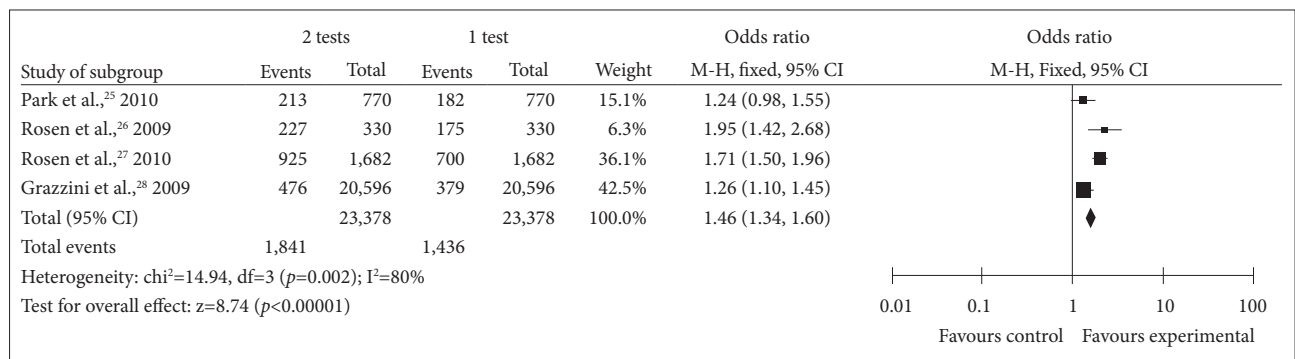 2 tests 1 test Odds ratio Odds ratio
Study of subgroup Events Total Events Total Weight M-H, fixed, 95% CI M-H, Fixed, 95% CI
Park et al.,²⁵ 2010 213 770 182 770 15.1% 1.24 (0.98, 1.55)
Rosen et al.,²⁶ 2009 227 330 175 330 6.3% 1.95 (1.42, 2.68)
Rosen et al.,²⁷ 2010 925 1,682 700 1,682 36.1% 1.71 (1.50, 1.96)
Grazzini et al.,²⁸ 2009 476 20,596 379 20,596 42.5% 1.26 (1.10, 1.45)
Total (95% CI) 23,378 23,378 100.0% 1.46 (1.34, 1.60)
Total events 1,841 1,436
Heterogeneity: chi²=14.94, df=3 (p=0.002); I²=80%
Test for overall effect: z=8.74 (p<0.00001)
0.01 0.1 1 10 100
Favours control Favours experimental